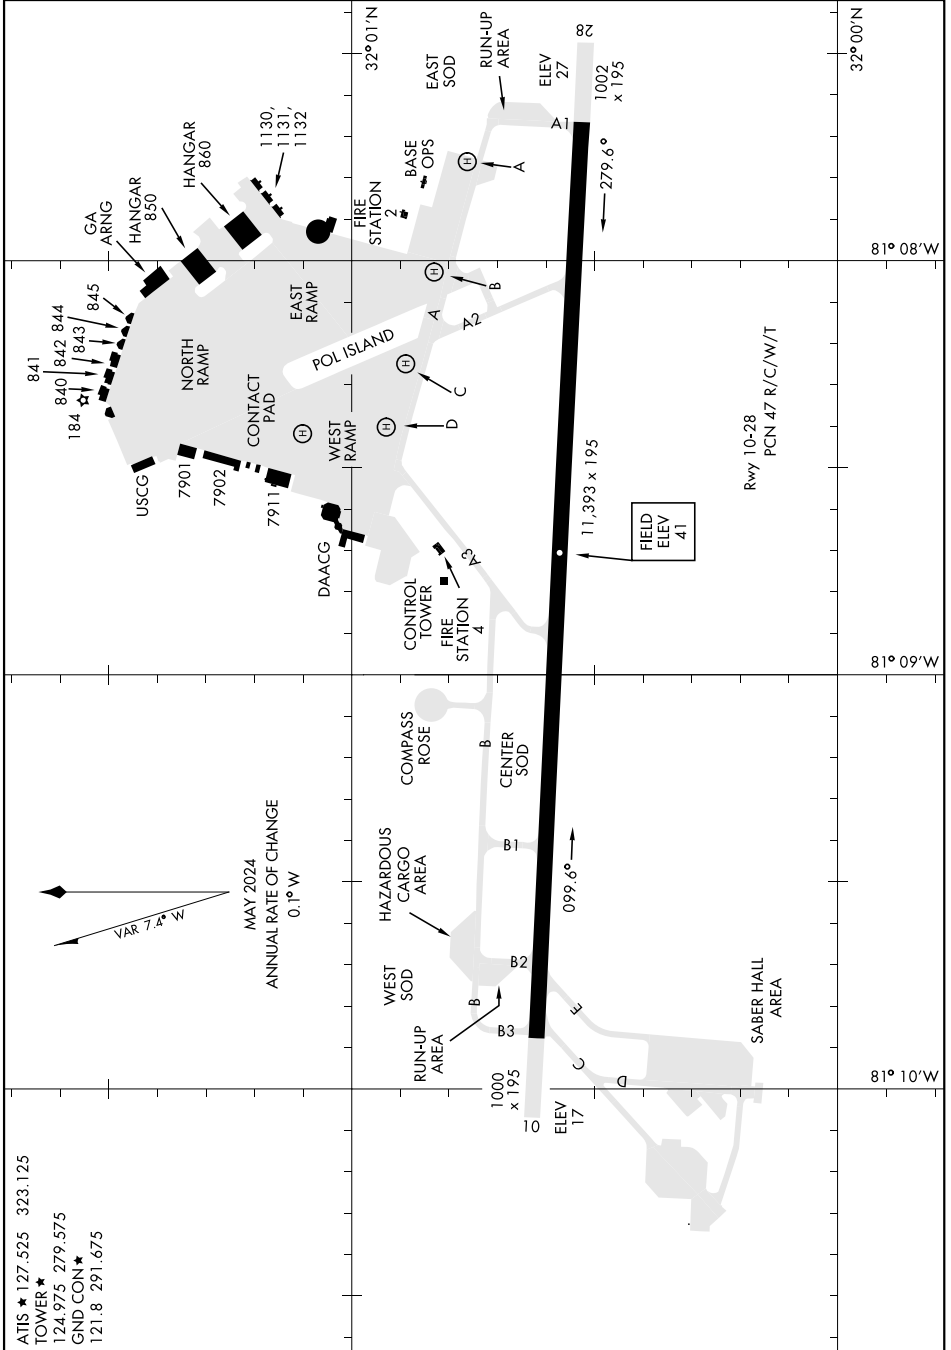 ATIS ★ 127.525 323.125
TOWER ★
124.975 279.575
GND CON ★
121.8 291.675
VAR 7.4° W
MAY 2024
ANNUAL RATE OF CHANGE
0.1° W
184
840
841
842
843
844
845
GA
ARNG
HANGAR
850
HANGAR
860
1130,
1131,
1132
USCG
7901
7902
7911
DAACG
NORTH
RAMP
CONTACT
PAD
WEST
RAMP
EAST
RAMP
POL ISLAND
FIRE
STATION
2
BASE
OPS
EAST
SOD
RUN-UP
AREA
32°01'N
H
H
H
H
H
A
B
C
D
A
A1
A2
A3
CONTROL
TOWER
FIRE
STATION
4
COMPASS
ROSE
HAZARDOUS
CARGO
AREA
WEST
SOD
CENTER
SOD
RUN-UP
AREA
B
B
B1
B2
B3
1000
x 195
10
ELEV
17
099.6°
11,393 x 195
279.6°
ELEV
27
28
1002
x 195
FIELD
ELEV
41
C
D
E
SABER HALL
AREA
Rwy 10-28
PCN 47 R/C/W/T
81°10'W
81°09'W
81°08'W
32°00'N